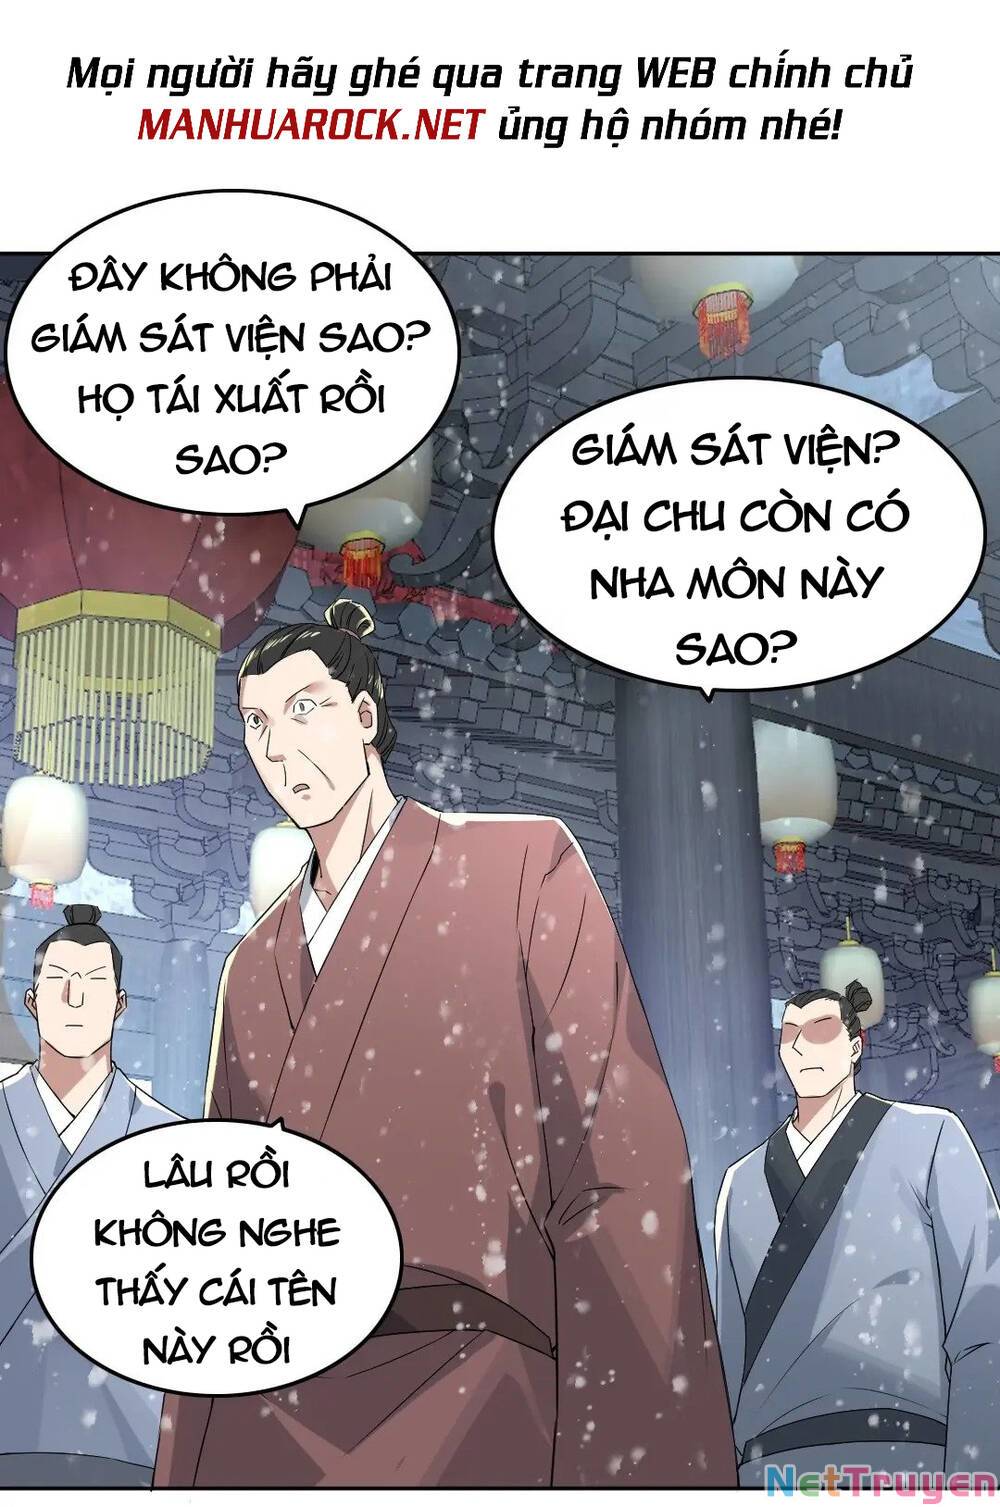 Mọi người hãy ghé qua trang WEB chính chủ
MANHUAROCK.NET ủng hộ nhóm nhé!
ĐÂY KHÔNG PHẢI
GIÁM SÁT VIỆN SAO?
HỌ TÁI XUẤT RỒI
SAO?
GIÁM SÁT VIỆN?
ĐẠI CHU CÒN CÓ
NHA MÔN NÀY
SAO?
LÂU RỒI
KHÔNG NGHE
THẤY CÁI TÊN
NÀY RỒI
NetTruyen